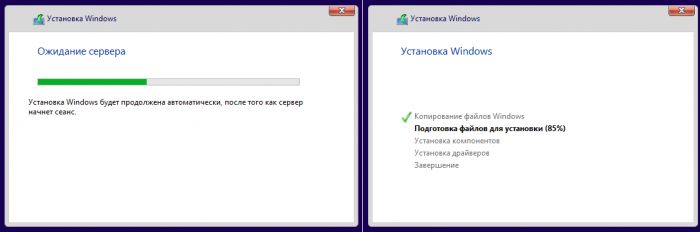 Установка Windows
Ожидание сервера
Установка Windows будет продолжена автоматически, после того как сервер
начнет сеанс.
Установка Windows
Установка Windows
Копирование файлов Windows
Подготовка файлов для установки (85%)
Установка компонентов
Установка драйверов
Завершение